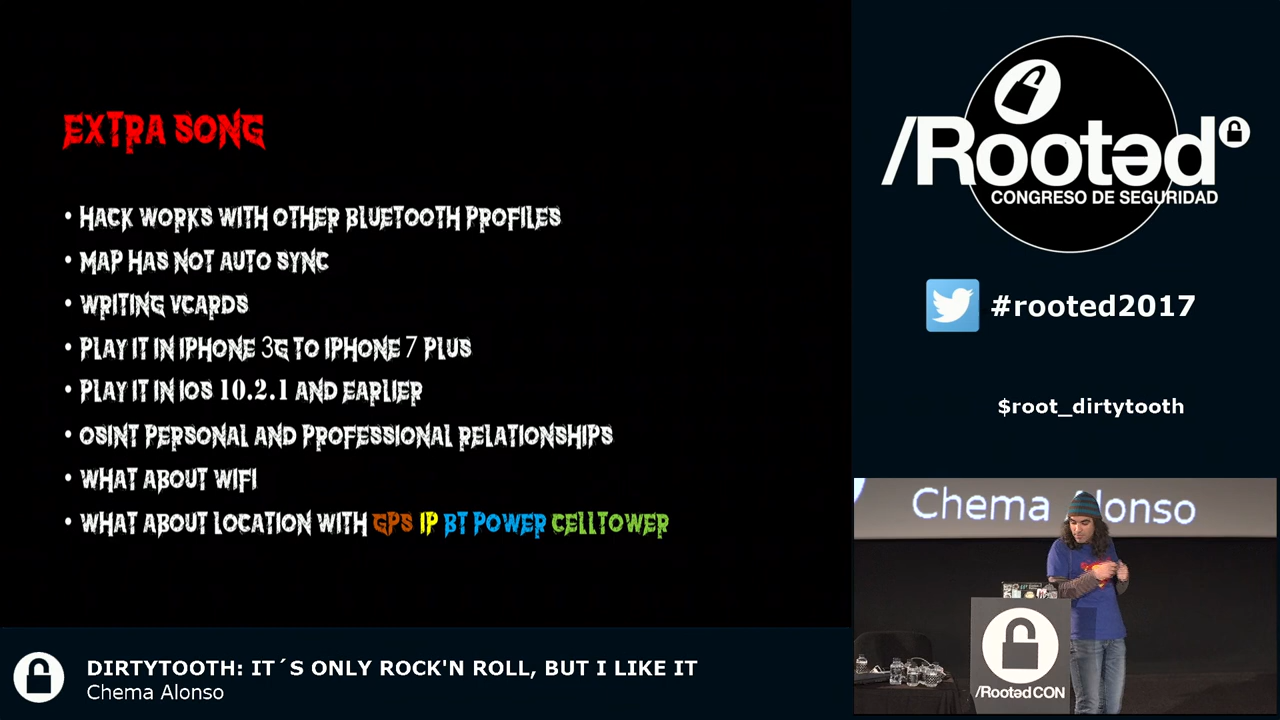 EXTRA SONG
• HACK WORKS WITH OTHER BLUETOOTH PROFILES
• MAP HAS NOT AUTO SYNC
• WRITING VCARDS
• PLAY IT IN IPHONE 3G TO IPHONE 7 PLUS
• PLAY IT IN IOS 10.2.1 AND EARLIER
• OSINT PERSONAL AND PROFESSIONAL RELATIONSHIPS
• WHAT ABOUT WIFI
• WHAT ABOUT LOCATION WITH GPS IP BT POWER CELLTOWER
/Rootəd
CONGRESO DE SEGURIDAD
#rooted2017
$root_dirtytooth
Chema Alonso
/Rootəd CON
DIRTYTOOTH: IT´S ONLY ROCK'N ROLL, BUT I LIKE IT
Chema Alonso